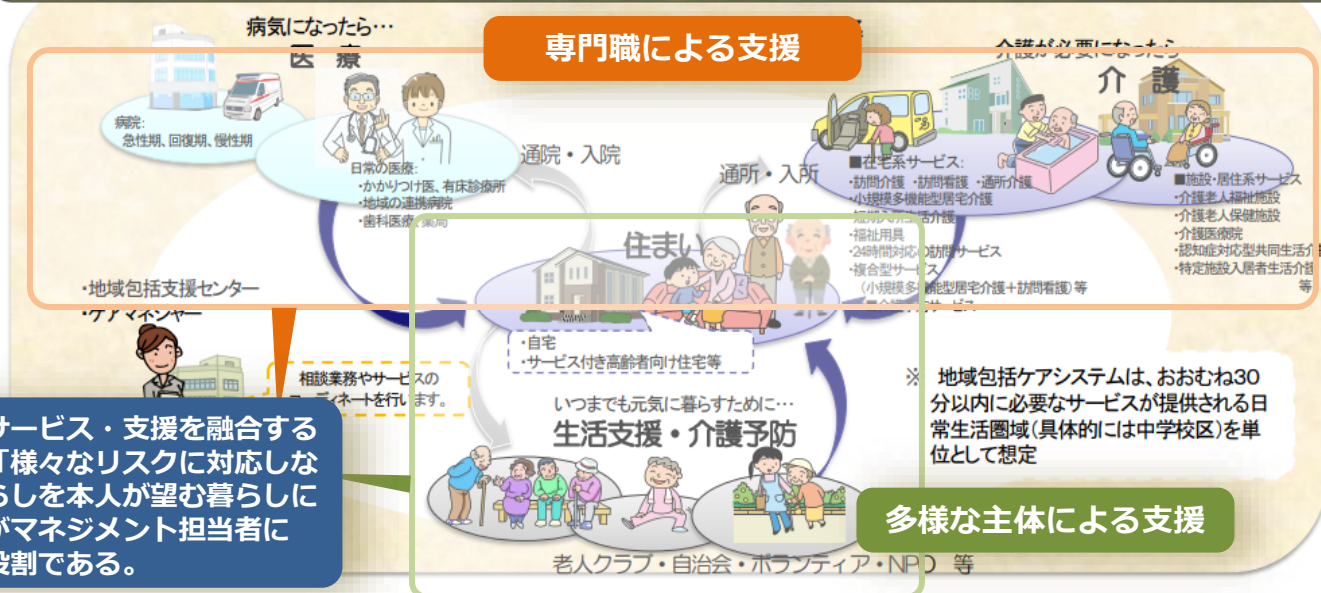 病気になったら…
医 療
専門職による支援
介護が必要になったら…
介 護
病院:
急性期、回復期、慢性期
日常の医療:
・かかりつけ医、有床診療所
・地域の連携病院
・歯科医療、薬局
通院・入院
通所・入所
■在宅系サービス:
・訪問介護 ・訪問看護 ・通所介護
・小規模多機能型居宅介護
・短期入所生活介護
・福祉用具
・24時間対応の訪問サービス
・複合型サービス
(小規模多機能型居宅介護+訪問看護)等
■施設・居住系サービス
・介護老人福祉施設
・介護老人保健施設
・介護医療院
・認知症対応型共同生活介
・特定施設入居者生活介護
等
住まい
・地域包括支援センター
・ケアマネジャー
相談業務やサービスの
コーディネートを行います。
・自宅
・サービス付き高齢者向け住宅等
いつまでも元気に暮らすために…
生活支援・介護予防
※ 地域包括ケアシステムは、おおむね30
分以内に必要なサービスが提供される日
常生活圏域(具体的には中学校区)を単
位として想定
サービス・支援を融合する
「様々なリスクに対応しな
らしを本人が望む暮らしに
がマネジメント担当者に
役割である。
多様な主体による支援
老人クラブ・自治会・ボランティア・NPO 等